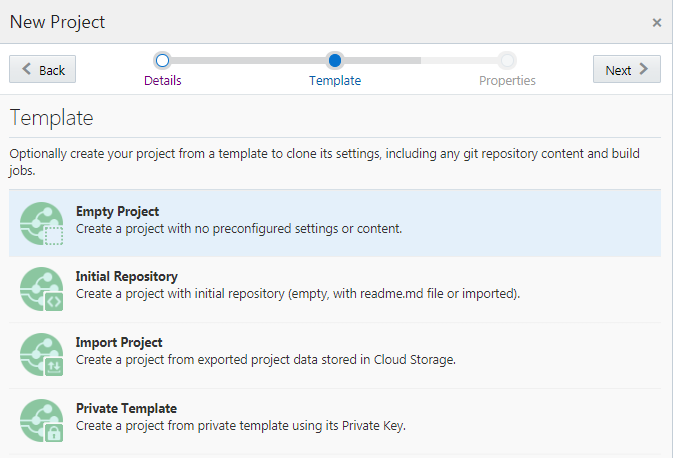 New Project
×
Back
Details
Template
Properties
Next
Template
Optionally create your project from a template to clone its settings, including any git repository content and build
jobs.
Empty Project
Create a project with no preconfigured settings or content.
Initial Repository
Create a project with initial repository (empty, with readme.md file or imported).
Import Project
Create a project from exported project data stored in Cloud Storage.
Private Template
Create a project from private template using its Private Key.